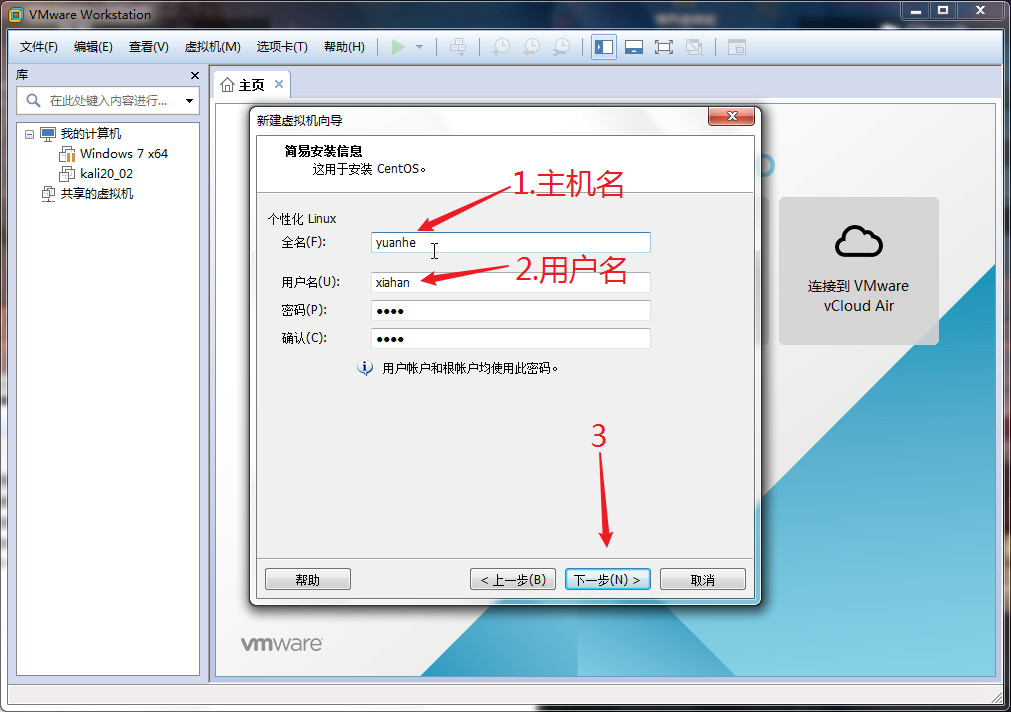 VMware Workstation
文件(F) 编辑(E) 查看(V) 虚拟机(M) 选项卡(T) 帮助(H)
库
在此处键入内容进行...
我的计算机
Windows 7 x64
kali20_02
共享的虚拟机
主页
连接到 VMware
vCloud Air
vmware
新建虚拟机向导
简易安装信息
这用于安装 CentOS。
1.主机名
个性化 Linux
全名(F): yuanhe
2.用户名
用户名(U): xiahan
密码(P): ●●●●
确认(C): ●●●●
用户帐户和根帐户均使用此密码。
3
帮助 < 上一步(B) 下一步(N) > 取消